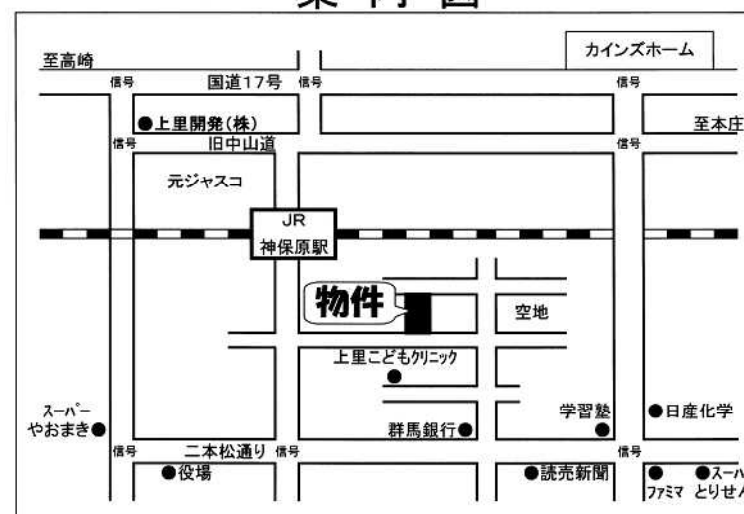 案内図
カインズホーム
至高崎
信号
国道17号
信号
信号
●上里開発(株)
至本庄
信号
旧中山道
信号
元ジャスコ
JR
神保原駅
物件
空地
上里こどもクリニック
スーパー
やおまき●
群馬銀行●
学習塾
●日産化学
信号
二本松通り
信号
信号
●役場
●読売新聞
ファミマ
●スーパ
とりせん